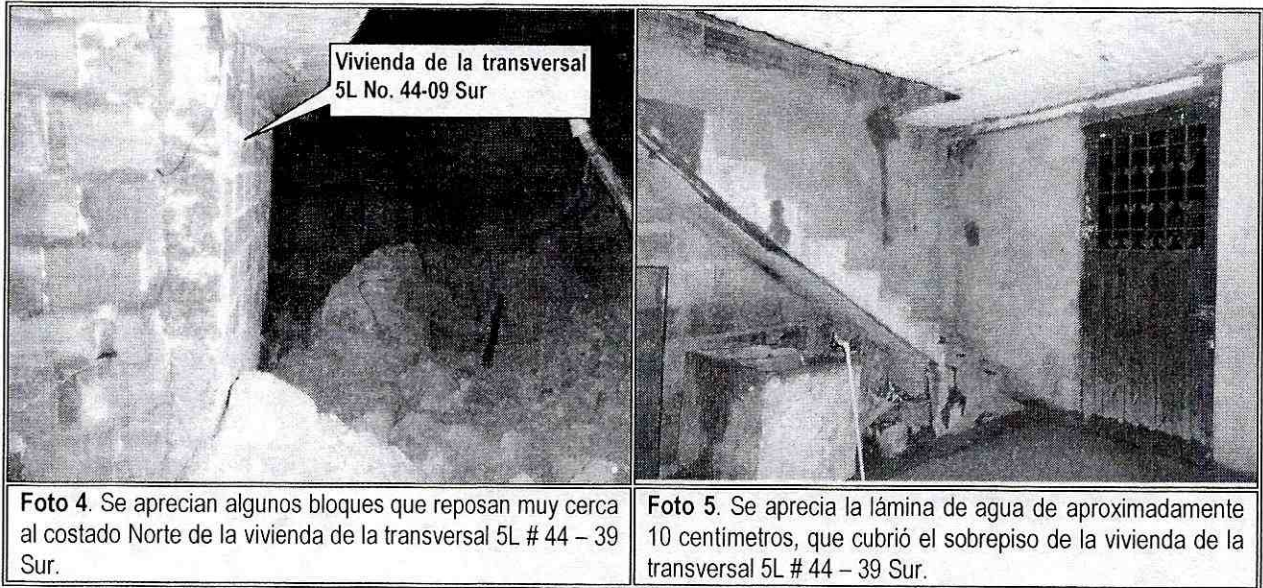 Vivienda de la transversal
5L No. 44-09 Sur
Foto 4. Se aprecian algunos bloques que reposan muy cerca
al costado Norte de la vivienda de la transversal 5L # 44 – 39
Sur.
Foto 5. Se aprecia la lámina de agua de aproximadamente
10 centimetros, que cubrió el sobrepiso de la vivienda de la
transversal 5L # 44 – 39 Sur.